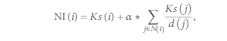 NI(i) = Ks(i) + α * ∑_{j∈N(i)} Ks(j)/d(j),